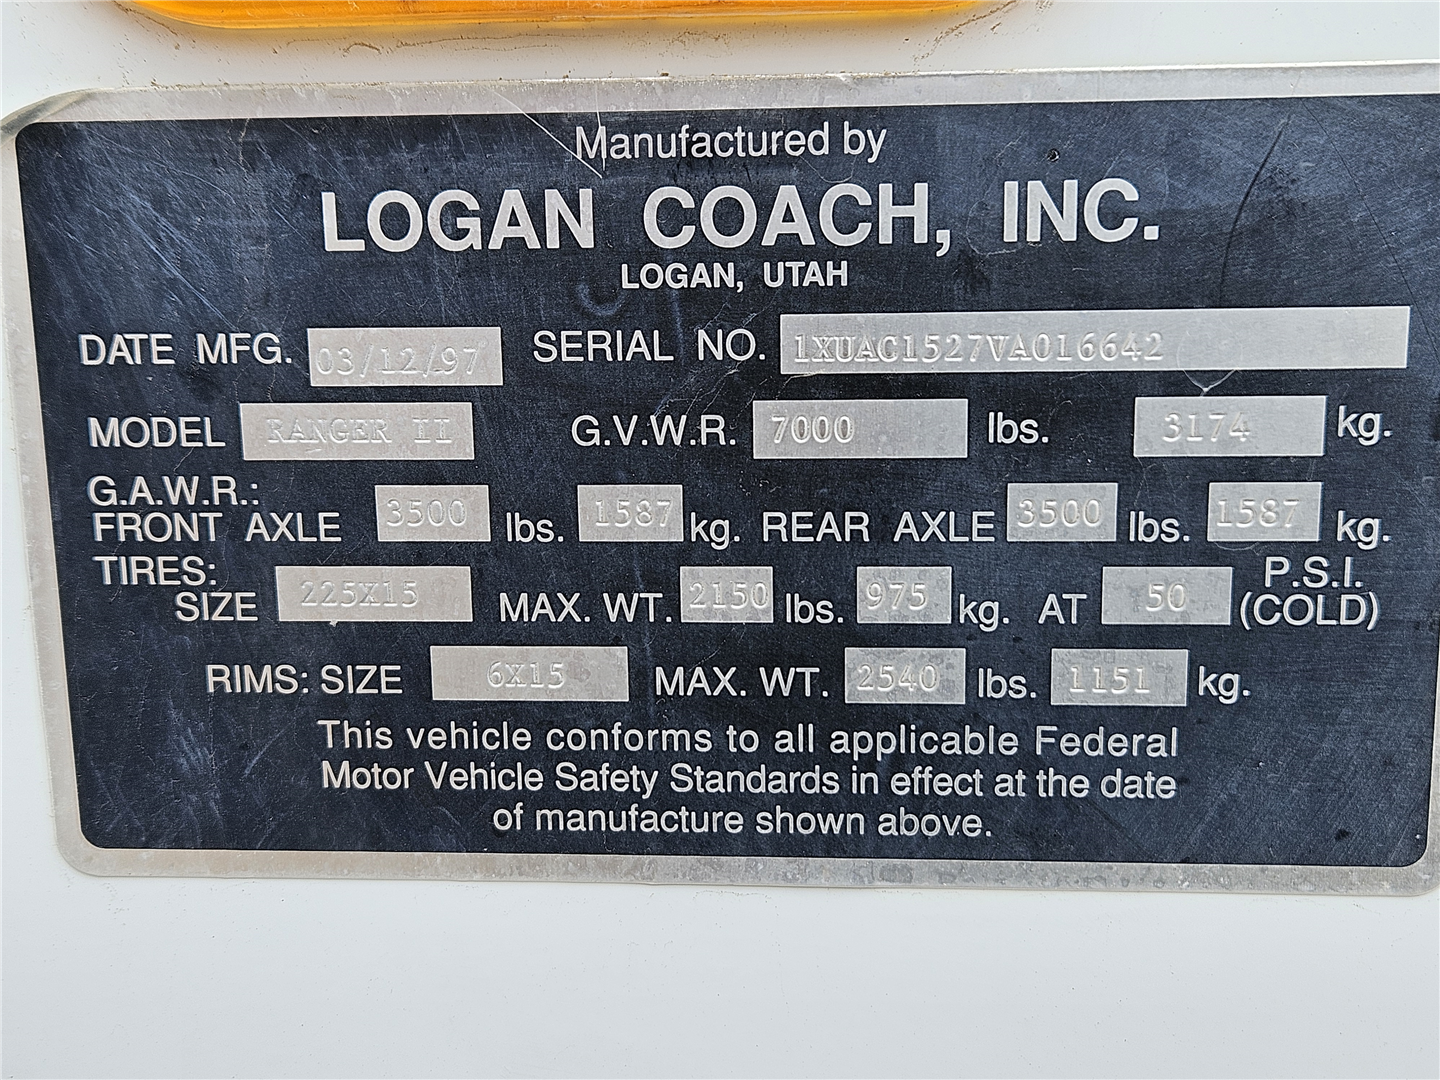 Manufactured by
LOGAN COACH, INC.
LOGAN, UTAH
DATE MFG. 03/12/97 SERIAL NO. 1XUAC1527VA016642
MODEL RANGER II G.V.W.R. 7000 lbs. 3174 kg.
G.A.W.R.:
FRONT AXLE 3500 lbs. 1587 kg. REAR AXLE 3500 lbs. 1587 kg.
TIRES:
SIZE 225X15 MAX. WT. 2150 lbs. 975 kg. AT 50 P.S.I.
(COLD)
RIMS: SIZE 6X15 MAX. WT. 2540 lbs. 1151 kg.
This vehicle conforms to all applicable Federal
Motor Vehicle Safety Standards in effect at the date
of manufacture shown above.